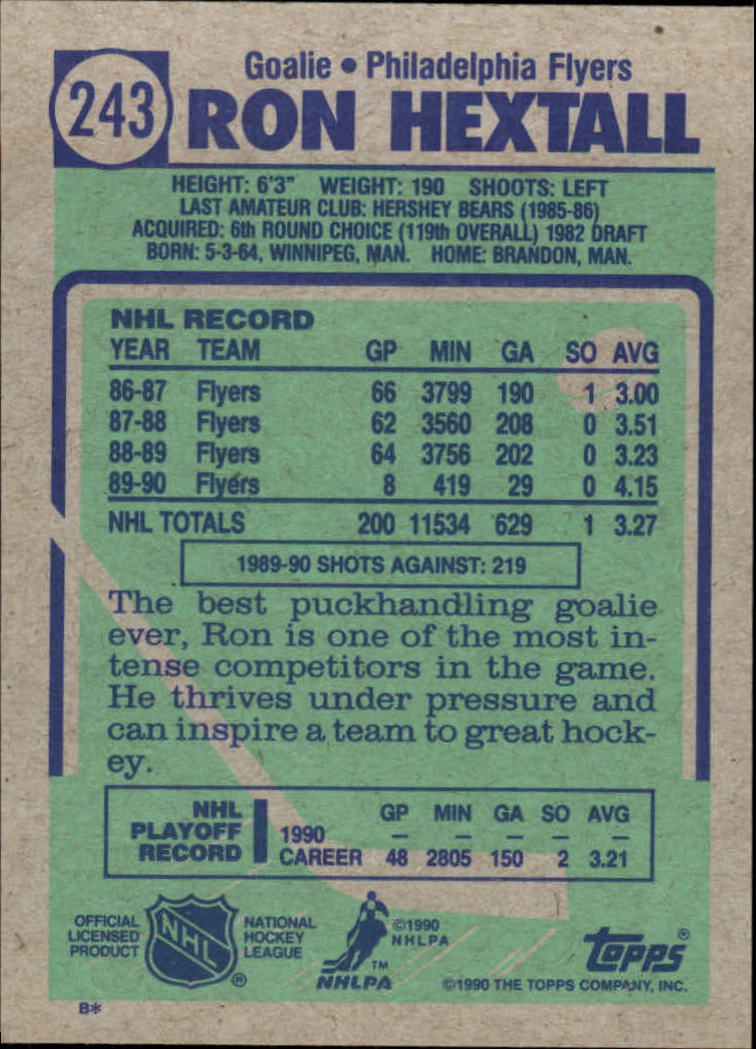 243
Goalie • Philadelphia Flyers
RON HEXTALL
HEIGHT: 6'3" WEIGHT: 190 SHOOTS: LEFT
LAST AMATEUR CLUB: HERSHEY BEARS (1985-86)
ACQUIRED: 6th ROUND CHOICE (119th OVERALL) 1982 DRAFT
BORN: 5-3-64, WINNIPEG, MAN. HOME: BRANDON, MAN.
NHL RECORD
YEAR TEAM GP MIN GA SO AVG
86-87 Flyers 66 3799 190 1 3.00
87-88 Flyers 62 3560 208 0 3.51
88-89 Flyers 64 3756 202 0 3.23
89-90 Flyers 8 419 29 0 4.15
NHL TOTALS 200 11534 629 1 3.27
1989-90 SHOTS AGAINST: 219
The best puckhandling goalie
ever, Ron is one of the most in-
tense competitors in the game.
He thrives under pressure and
can inspire a team to great hock-
ey.
NHL PLAYOFF RECORD
GP MIN GA SO AVG
1990 – – – – –
CAREER 48 2805 150 2 3.21
OFFICIAL
LICENSED
PRODUCT
NHL
®
NATIONAL
HOCKEY
LEAGUE
TM
NHLPA
©1990
NHLPA
TOPPS®
©1990 THE TOPPS COMPANY, INC.
B*